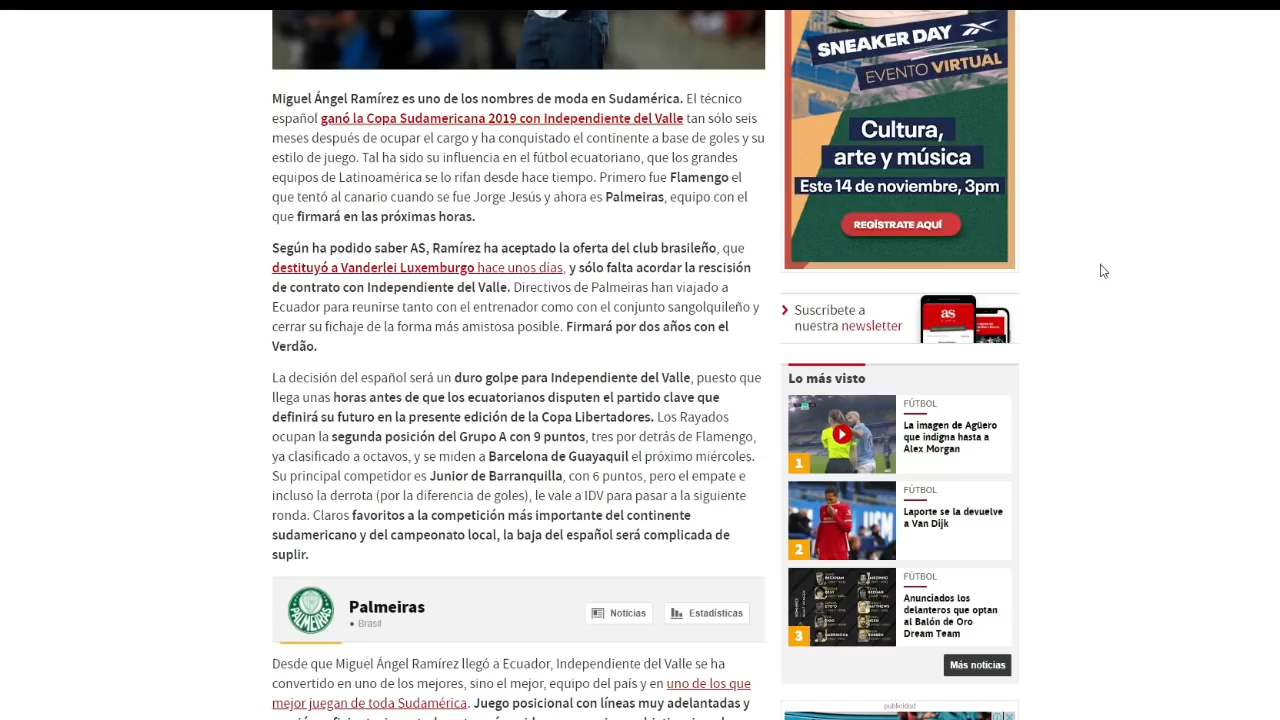 Miguel Ángel Ramírez es uno de los nombres de moda en Sudamérica. El técnico
español ganó la Copa Sudamericana 2019 con Independiente del Valle tan sólo seis
meses después de ocupar el cargo y ha conquistado el continente a base de goles y su
estilo de juego. Tal ha sido su influencia en el fútbol ecuatoriano, que los grandes
equipos de Latinoamérica se lo rifan desde hace tiempo. Primero fue Flamengo el
que tentó al canario cuando se fue Jorge Jesús y ahora es Palmeiras, equipo con el
que firmará en las próximas horas.
Según ha podido saber AS, Ramírez ha aceptado la oferta del club brasileño, que
destituyó a Vanderlei Luxemburgo hace unos días, y sólo falta acordar la rescisión
de contrato con Independiente del Valle. Directivos de Palmeiras han viajado a
Ecuador para reunirse tanto con el entrenador como con el conjunto sangolquileño y
cerrar su fichaje de la forma más amistosa posible. Firmará por dos años con el
Verdão.
La decisión del español será un duro golpe para Independiente del Valle, puesto que
llega unas horas antes de que los ecuatorianos disputen el partido clave que
definirá su futuro en la presente edición de la Copa Libertadores. Los Rayados
ocupan la segunda posición del Grupo A con 9 puntos, tres por detrás de Flamengo,
ya clasificado a octavos, y se miden a Barcelona de Guayaquil el próximo miércoles.
Su principal competidor es Junior de Barranquilla, con 6 puntos, pero el empate e
incluso la derrota (por la diferencia de goles), le vale a IDV para pasar a la siguiente
ronda. Claros favoritos a la competición más importante del continente
sudamericano y del campeonato local, la baja del español será complicada de
suplir.
PALMEIRAS
Palmeiras
Brasil
Noticias
Estadísticas
Desde que Miguel Ángel Ramírez llegó a Ecuador, Independiente del Valle se ha
convertido en uno de los mejores, sino el mejor, equipo del país y en uno de los que
mejor juegan de toda Sudamérica. Juego posicional con líneas muy adelantadas y
SNEAKER DAY
EVENTO VIRTUAL
Cultura,
arte y música
Este 14 de noviembre, 3pm
REGÍSTRATE AQUÍ
Suscríbete a
nuestra newsletter
as
Lo más visto
FÚTBOL
La imagen de Agüero
que indigna hasta a
Alex Morgan
1
FÚTBOL
Laporte se la devuelve
a Van Dijk
2
FÚTBOL
Anunciados los
delanteros que optan
al Balón de Oro
Dream Team
3
Más noticias
publicidad